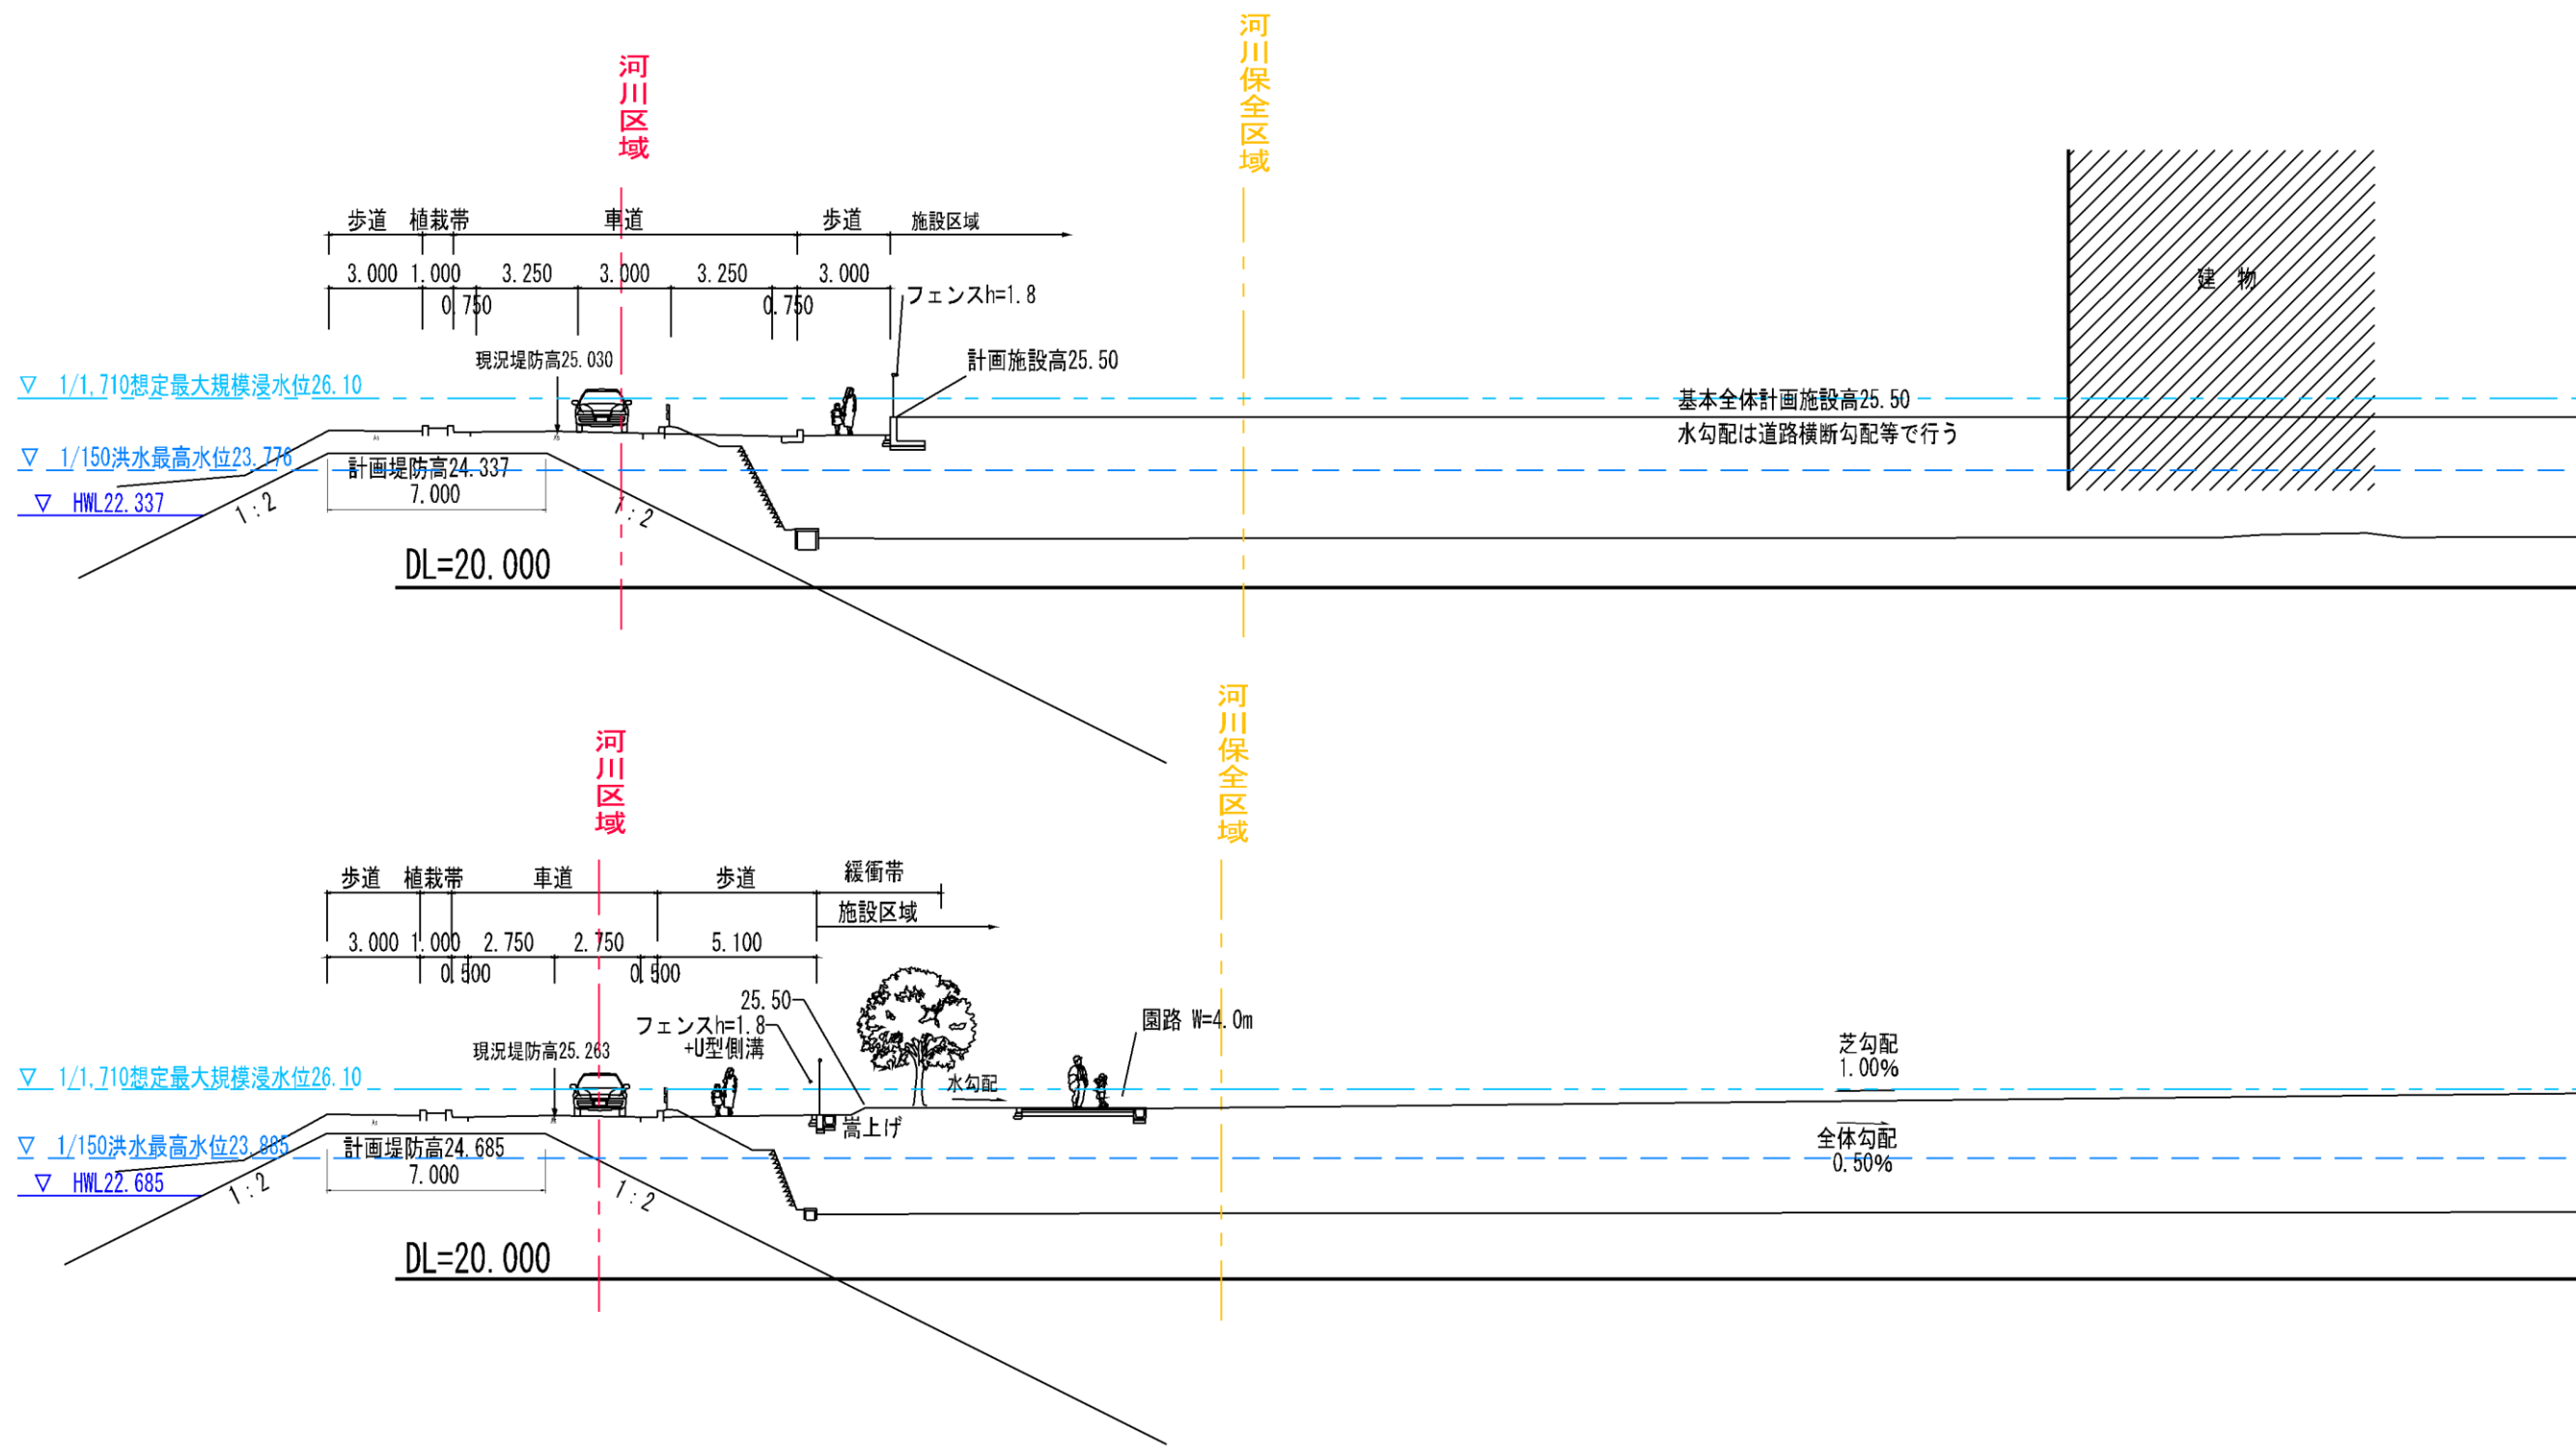 河川区域
河川保全区域
歩道 植栽帯 車道 歩道 施設区域
3.000 1.000 3.250 3.000 3.250 3.000
0.750 0.750
フェンスh=1.8
現況堤防高25.030
計画施設高25.50
▽ 1/1,710想定最大規模浸水位26.10
基本全体計画施設高25.50
水勾配は道路横断勾配等で行う
建 物
▽ 1/150洪水最高水位23.776
計画堤防高24.337
7.000
▽ HWL22.337
1:2
1:2
DL=20.000
河川区域
河川保全区域
歩道 植栽帯 車道 歩道 緩衝帯
施設区域
3.000 1.000 2.750 2.750 5.100
0.500 0.500
25.50
フェンスh=1.8
+U型側溝
園路 W=4.0m
現況堤防高25.263
▽ 1/1,710想定最大規模浸水位26.10
水勾配
芝勾配
1.00%
嵩上げ
全体勾配
0.50%
▽ 1/150洪水最高水位23.885
計画堤防高24.685
7.000
▽ HWL22.685
1:2
1:2
DL=20.000